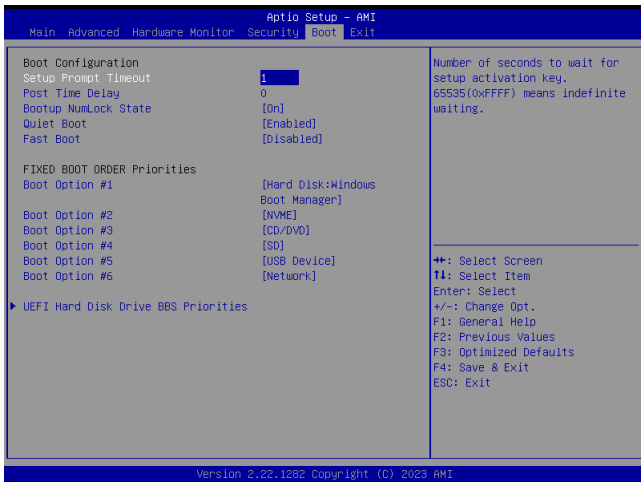 Aptio Setup - AMI
Main Advanced Hardware Monitor Security Boot Exit
Boot Configuration
Setup Prompt Timeout 1
Post Time Delay 0
Bootup NumLock State [On]
Quiet Boot [Enabled]
Fast Boot [Disabled]
FIXED BOOT ORDER Priorities
Boot Option #1 [Hard Disk:Windows
Boot Manager]
Boot Option #2 [NVME]
Boot Option #3 [CD/DVD]
Boot Option #4 [SD]
Boot Option #5 [USB Device]
Boot Option #6 [Network]
UEFI Hard Disk Drive BBS Priorities
Number of seconds to wait for
setup activation key.
65535(0xFFFF) means indefinite
waiting.
→←: Select Screen
↑↓: Select Item
Enter: Select
+/-: Change Opt.
F1: General Help
F2: Previous Values
F3: Optimized Defaults
F4: Save & Exit
ESC: Exit
Version 2.22.1282 Copyright (C) 2023 AMI